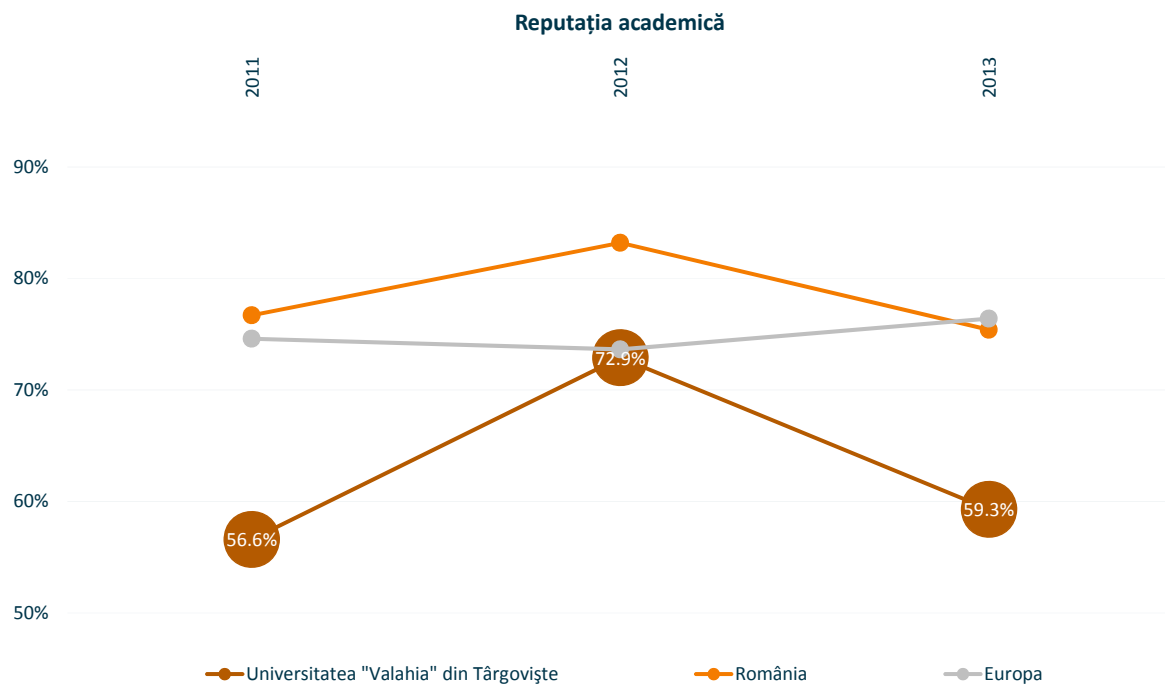 Reputația academică
2011 2012 2013
90%
80%
70%
60%
50%
72.9%
56.6%
59.3%
Universitatea "Valahia" din Târgoviște România Europa